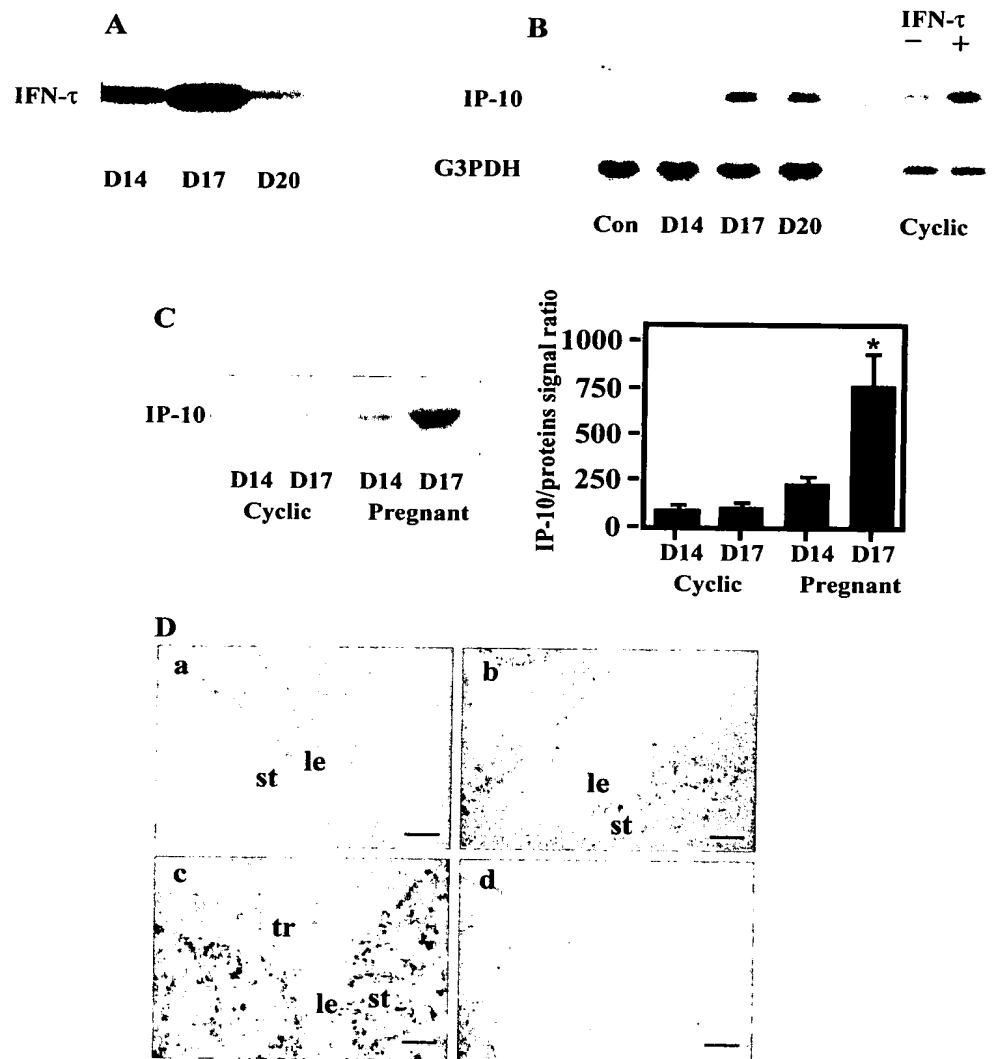 A
IFN-τ
D14 D17 D20
B
IFN-τ
− +
IP-10
G3PDH
Con D14 D17 D20 Cyclic
C
IP-10
D14 D17 D14 D17
Cyclic Pregnant
IP-10/proteins signal ratio
1000
750
500
250
0
*
D14 D17 D14 D17
Cyclic Pregnant
D
a
st le
b
le
st
c
tr
le st
d